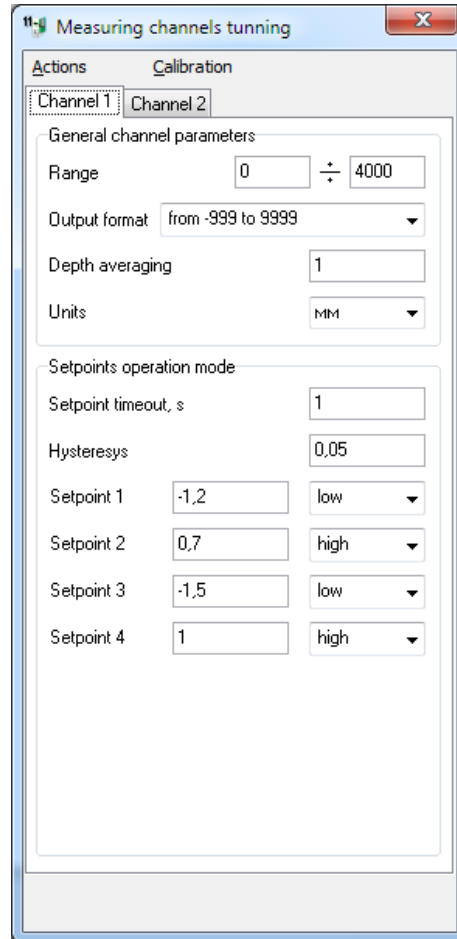 Measuring channels tunning
Actions Calibration
Channel 1 Channel 2
General channel parameters
Range 0 ÷ 4000
Output format from -999 to 9999
Depth averaging 1
Units мм
Setpoints operation mode
Setpoint timeout, s 1
Hysteresys 0,05
Setpoint 1 -1,2 low
Setpoint 2 0,7 high
Setpoint 3 -1,5 low
Setpoint 4 1 high